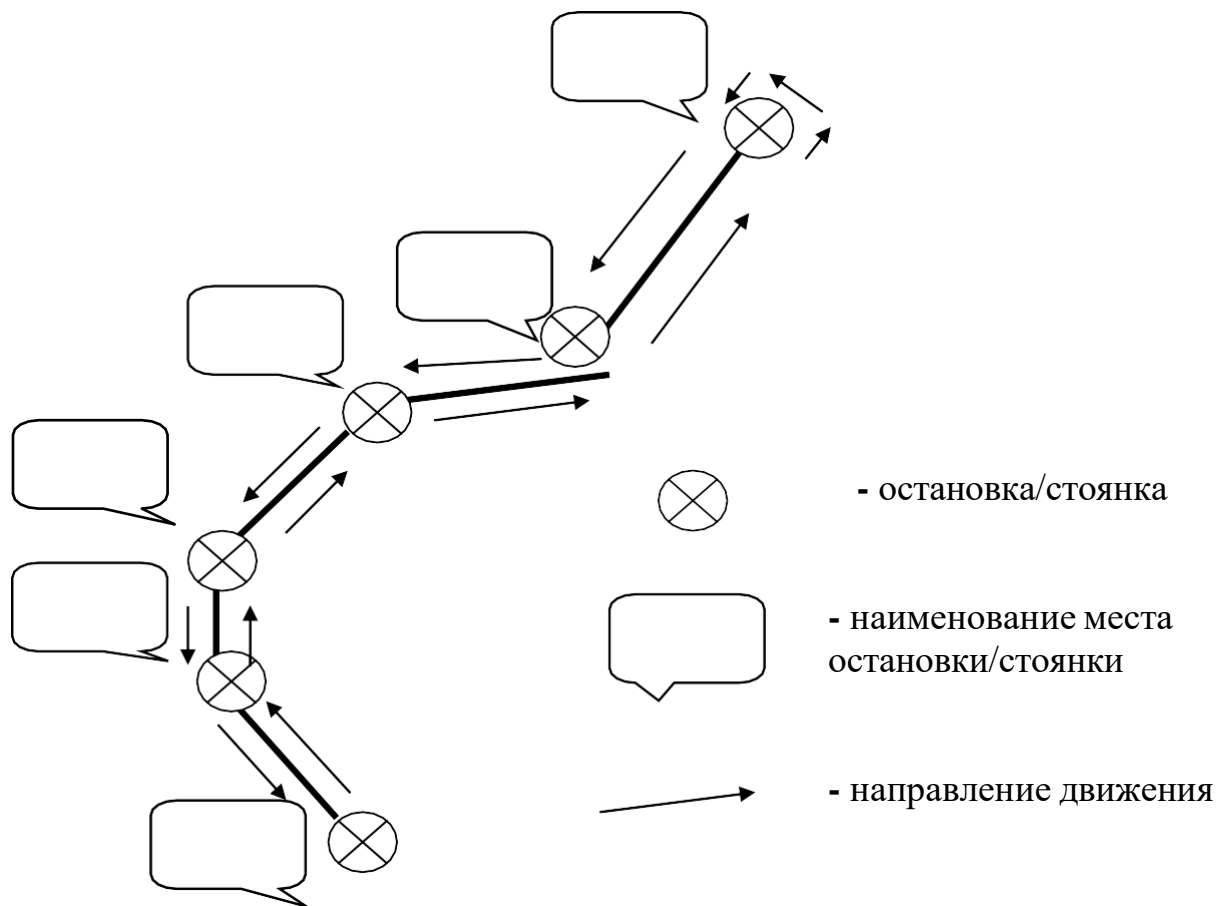 - остановка/стоянка
- наименование места
остановки/стоянки
- направление движения